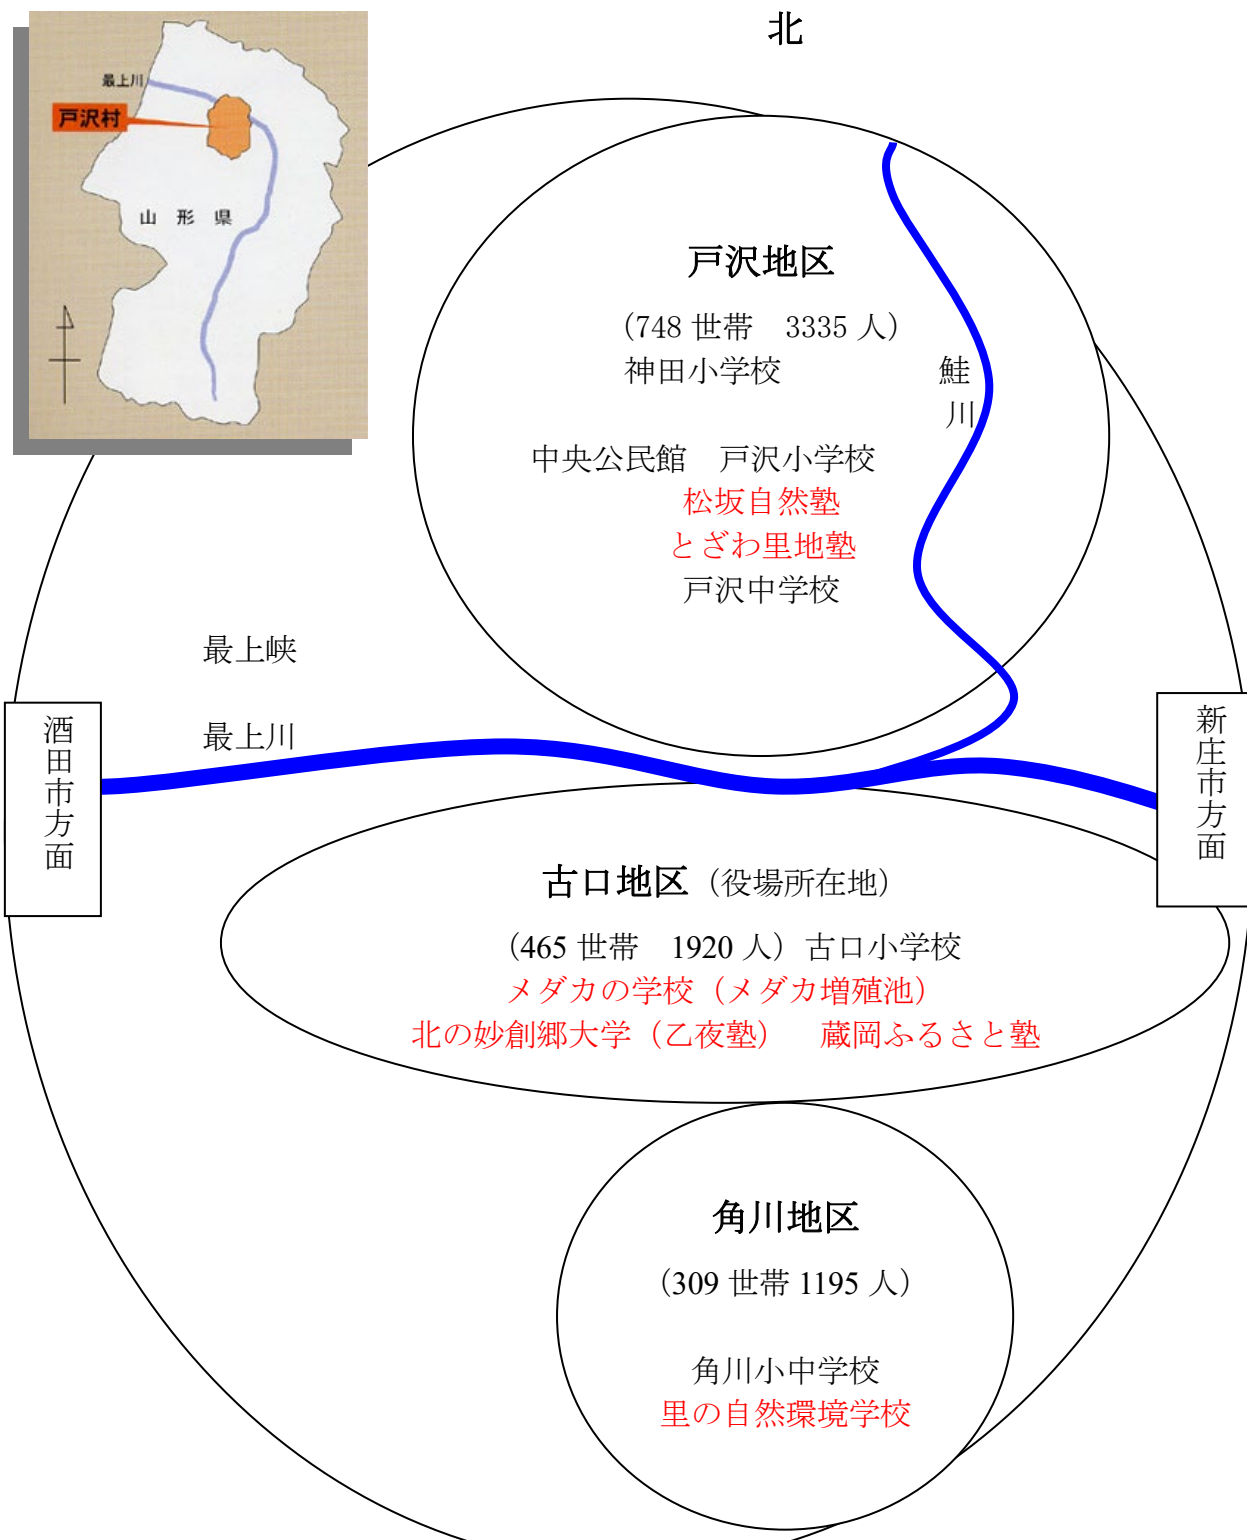 北
最上川
戸沢村
山形県
戸沢地区
（748 世帯　3335 人）
神田小学校
鮭川
中央公民館　戸沢小学校
松坂自然塾
とざわ里地塾
戸沢中学校
最上峡
最上川
酒田市方面
新庄市方面
古口地区（役場所在地）
（465 世帯　1920 人）古口小学校
メダカの学校（メダカ増殖池）
北の妙創郷大学（乙夜塾）　蔵岡ふるさと塾
角川地区
（309 世帯 1195 人）
角川小中学校
里の自然環境学校